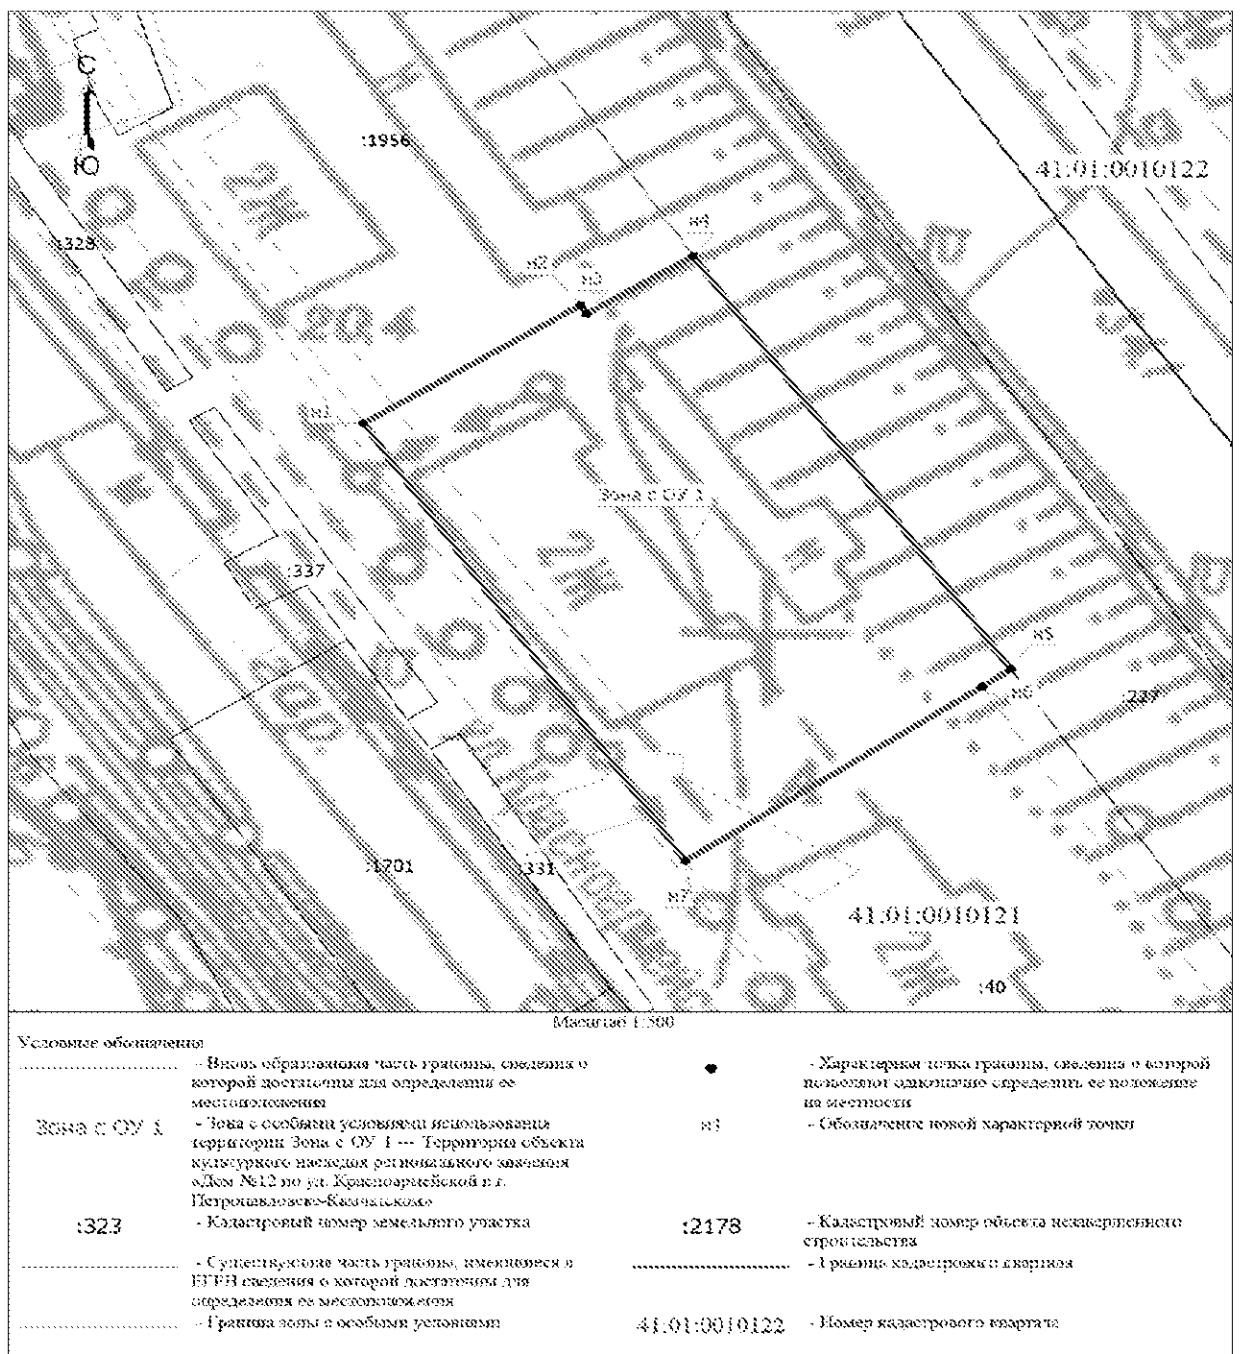 С
Ю
:1956
2Ж
41:01:0010122
:323
н4
н2
н3
н1
Зона с ОУ 1
2Ж
:337
н5
н6
:227
:1701
:331
н7
41:01:0010121
2Ж
:40
Масштаб 1:500
Условные обозначения
- Вновь образованная часть границы, сведения о
которой достаточны для определения ее
местоположения
- Характерная точка границы, сведения о которой
позволяют однозначно определить ее положение
на местности
Зона с ОУ 1
- Зона с особыми условиями использования
территории Зона с ОУ 1 --- Территория объекта
культурного наследия регионального значения
«Дом №12 по ул. Красноармейской в г.
Петропавловске-Камчатском»
н3
- Обозначение новой характерной точки
:323
- Кадастровый номер земельного участка
:2178
- Кадастровый номер объекта незавершенного
строительства
- Существующая часть границы, имеющиеся в
ЕГРН сведения о которой достаточны для
определения ее местоположения
- Граница кадастрового квартала
- Граница зоны с особыми условиями
41:01:0010122
- Номер кадастрового квартала